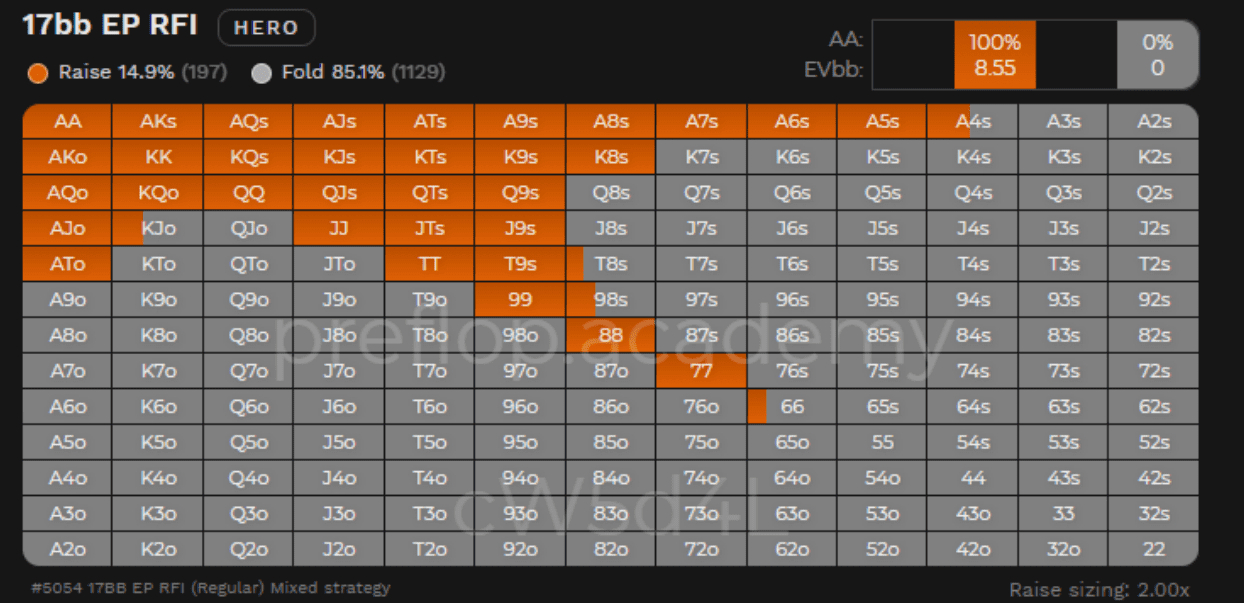 17bb EP RFI HERO
Raise 14.9% (197) Fold 85.1% (1129)
AA: 100% 0%
EVbb: 8.55 0
AA AKs AQs AJs ATs A9s A8s A7s A6s A5s A4s A3s A2s
AKo KK KQs KJs KTs K9s K8s K7s K6s K5s K4s K3s K2s
AQo KQo QQ QJs QTs Q9s Q8s Q7s Q6s Q5s Q4s Q3s Q2s
AJo KJo QJo JJ JTs J9s J8s J7s J6s J5s J4s J3s J2s
ATo KTo QTo JTo TT T9s T8s T7s T6s T5s T4s T3s T2s
A9o K9o Q9o J9o T9o 99 98s 97s 96s 95s 94s 93s 92s
A8o K8o Q8o J8o T8o 98o 88 87s 86s 85s 84s 83s 82s
preflop.academy
A7o K7o Q7o J7o T7o 97o 87o 77 76s 75s 74s 73s 72s
A6o K6o Q6o J6o T6o 96o 86o 76o 66 65s 64s 63s 62s
A5o K5o Q5o J5o T5o 95o 85o 75o 65o 55 54s 53s 52s
A4o K4o Q4o J4o T4o 94o 84o 74o 64o 54o 44 43s 42s
cW5d4L
A3o K3o Q3o J3o T3o 93o 83o 73o 63o 53o 43o 33 32s
A2o K2o Q2o J2o T2o 92o 82o 72o 62o 52o 42o 32o 22
#5054 17BB EP RFI (Regular) Mixed strategy Raise sizing: 2.00x